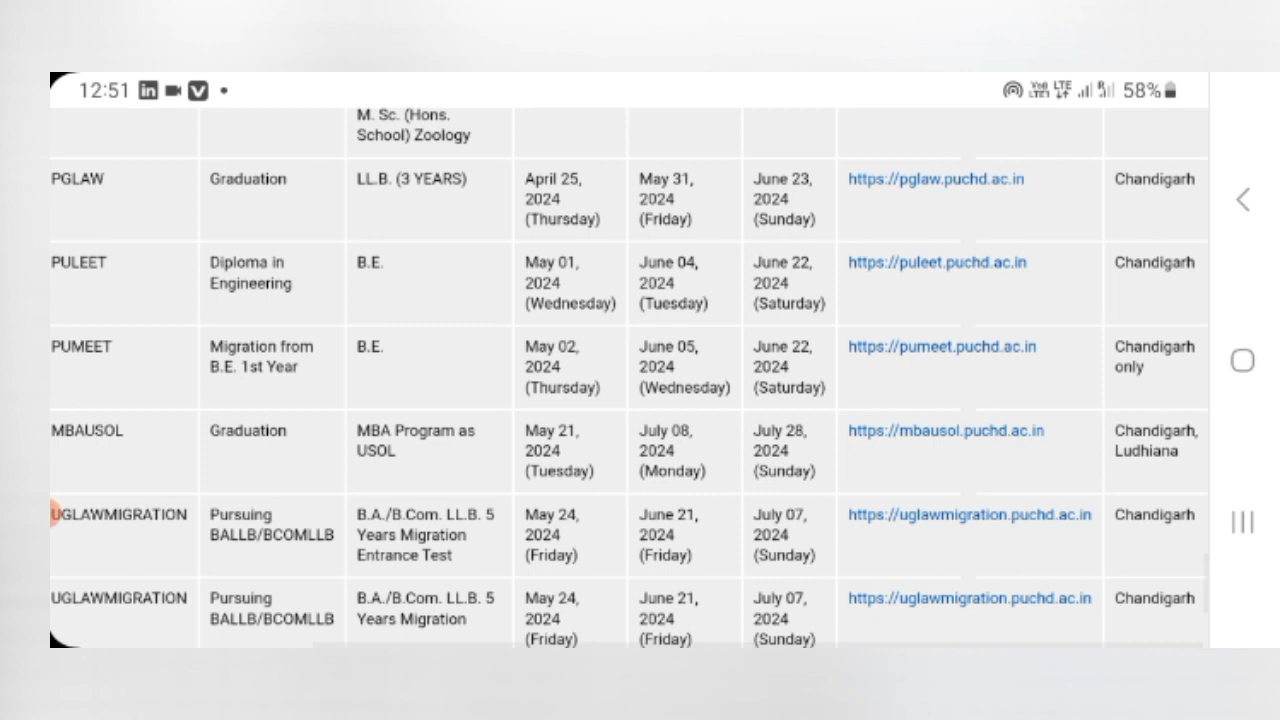 12:51
58%
M. Sc. (Hons.
School) Zoology
PGLAW Graduation LL.B. (3 YEARS) April 25, May 31, June 23, https://pglaw.puchd.ac.in Chandigarh
2024 2024 2024
(Thursday) (Friday) (Sunday)
PULEET Diploma in B.E. May 01, June 04, June 22, https://puleet.puchd.ac.in Chandigarh
Engineering 2024 2024 2024
(Wednesday) (Tuesday) (Saturday)
PUMEET Migration from B.E. May 02, June 05, June 22, https://pumeet.puchd.ac.in Chandigarh
B.E. 1st Year 2024 2024 2024 only
(Thursday) (Wednesday) (Saturday)
MBAUSOL Graduation MBA Program as May 21, July 08, July 28, https://mbausol.puchd.ac.in Chandigarh,
USOL 2024 2024 2024 Ludhiana
(Tuesday) (Monday) (Sunday)
UGLAWMIGRATION Pursuing B.A./B.Com. LL.B. 5 May 24, June 21, July 07, https://uglawmigration.puchd.ac.in Chandigarh
BALLB/BCOMLLB Years Migration 2024 2024 2024
Entrance Test (Friday) (Friday) (Sunday)
UGLAWMIGRATION Pursuing B.A./B.Com. LL.B. 5 May 24, June 21, July 07, https://uglawmigration.puchd.ac.in Chandigarh
BALLB/BCOMLLB Years Migration 2024 2024 2024
(Friday) (Friday) (Sunday)